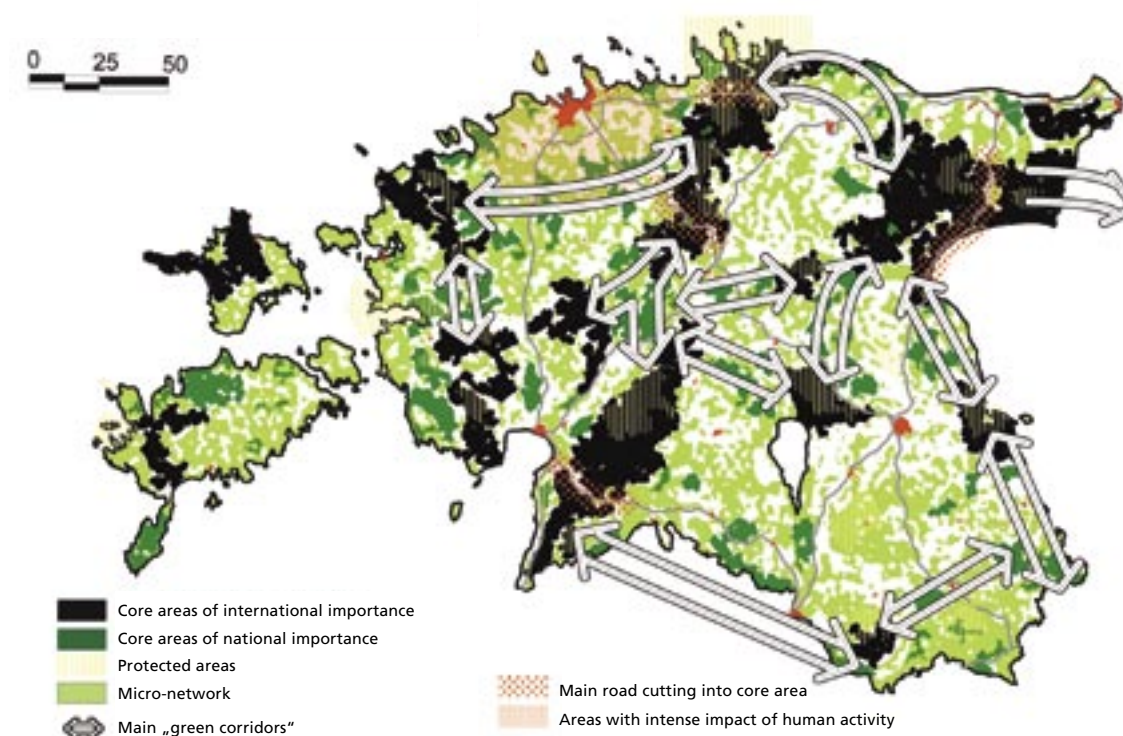 0 25 50
Core areas of international importance
Core areas of national importance
Protected areas
Micro-network
Main „green corridors“
Main road cutting into core area
Areas with intense impact of human activity